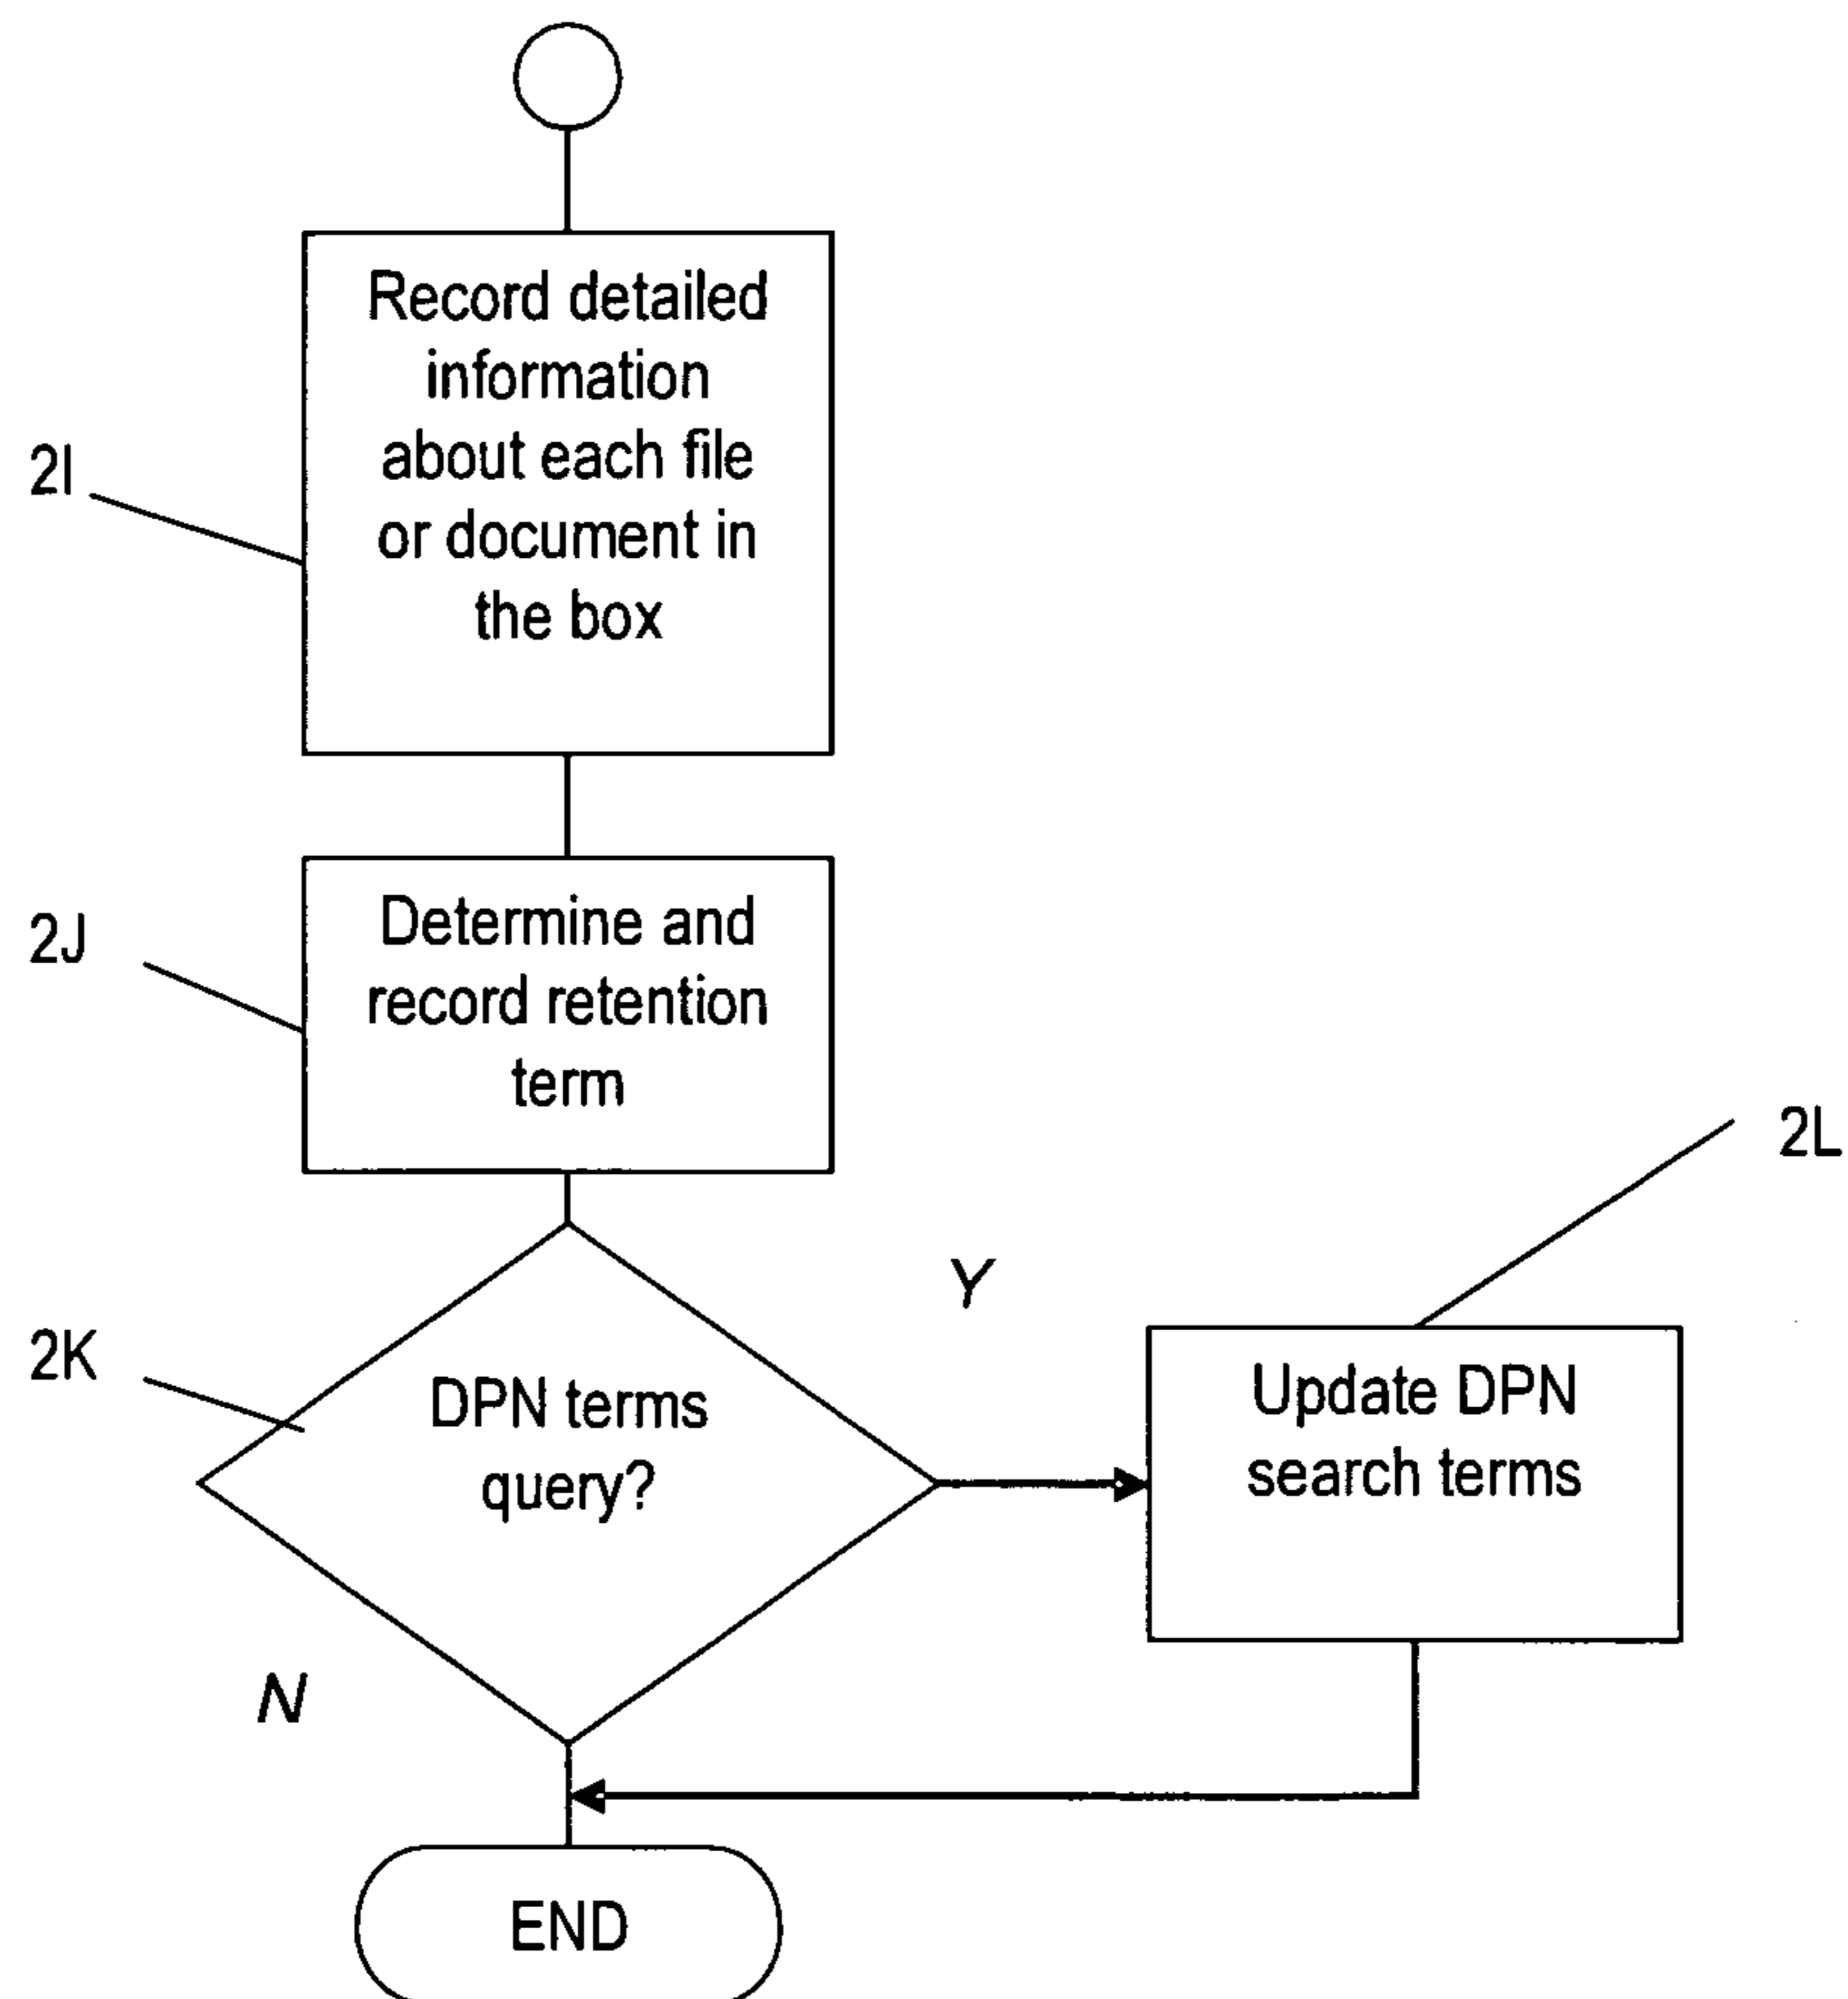 Record detailed
information
about each file
or document in
the box
2I
Determine and
record retention
term
2J
2L
Y
2K
DPN terms
query?
Update DPN
search terms
N
END